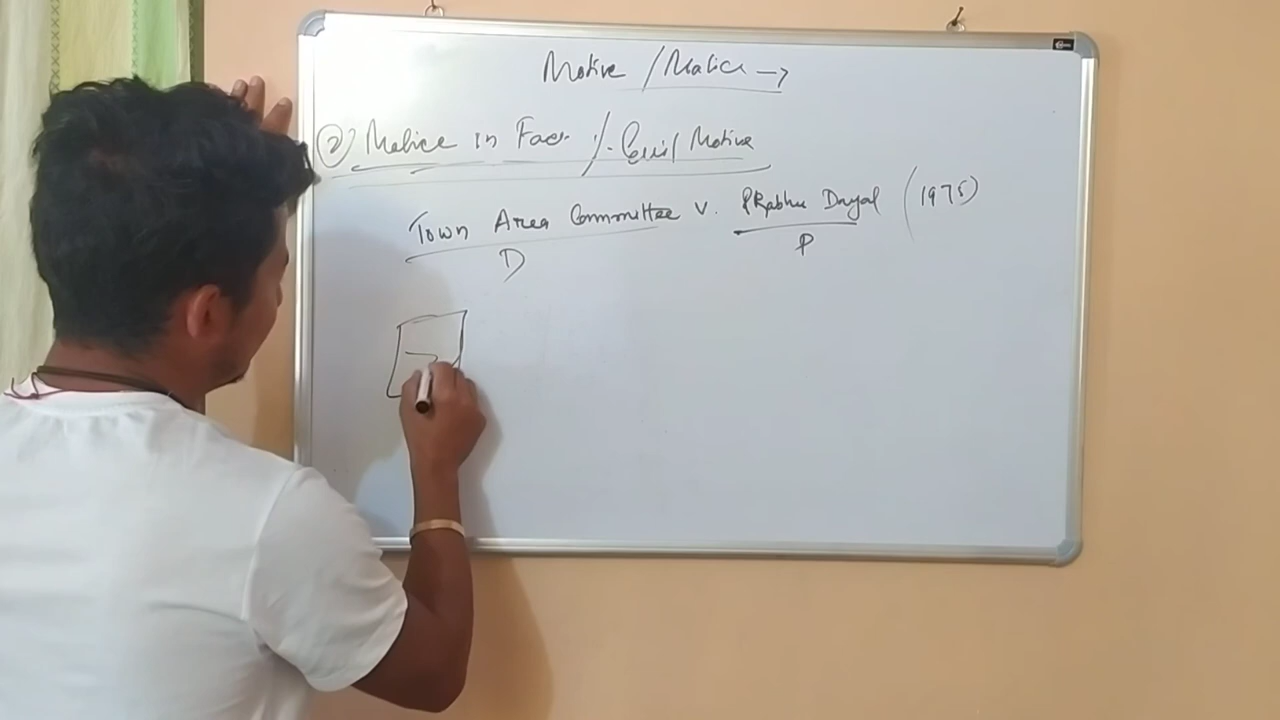 Motive / Malice →
② Malice in Fact / Evil Motive
Town Area Committee v. PRabhu Dayal (1975)
D P